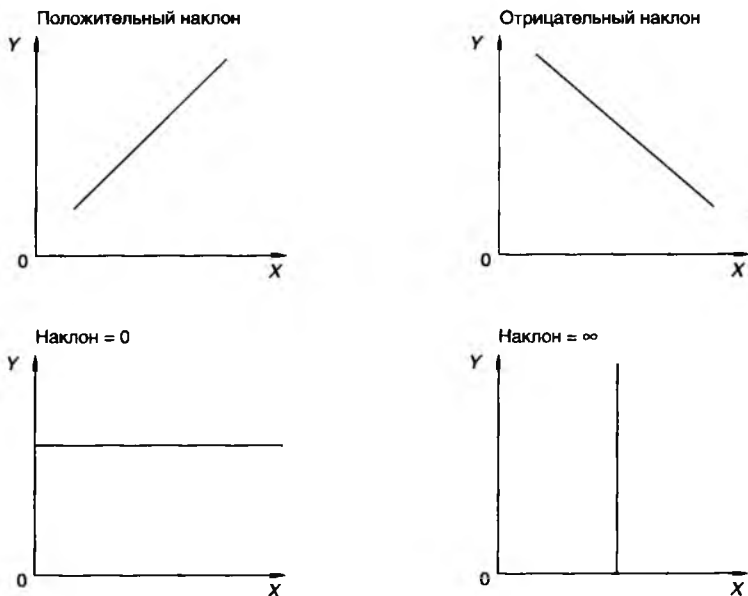 Положительный наклон
Y
0
X
Отрицательный наклон
Y
0
X
Наклон = 0
Y
0
X
Наклон = ∞
Y
0
X